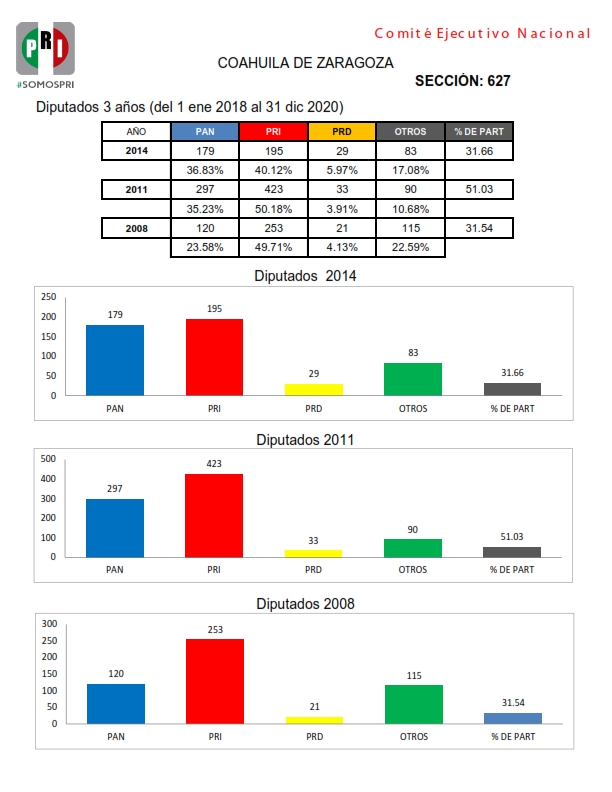 Comité Ejecutivo Nacional
PRI
#SOMOSPRI
COAHUILA DE ZARAGOZA
SECCIÓN: 627
Diputados 3 años (del 1 ene 2018 al 31 dic 2020)
AÑO PAN PRI PRD OTROS % DE PART
2014 179 195 29 83 31.66
36.83% 40.12% 5.97% 17.08%
2011 297 423 33 90 51.03
35.23% 50.18% 3.91% 10.68%
2008 120 253 21 115 31.54
23.58% 49.71% 4.13% 22.59%
Diputados 2014
250
200
150
100
50
0
179 195 29 83 31.66
PAN PRI PRD OTROS % DE PART
Diputados 2011
500
400
300
200
100
0
297 423 33 90 51.03
PAN PRI PRD OTROS % DE PART
Diputados 2008
300
250
200
150
100
50
0
120 253 21 115 31.54
PAN PRI PRD OTROS % DE PART